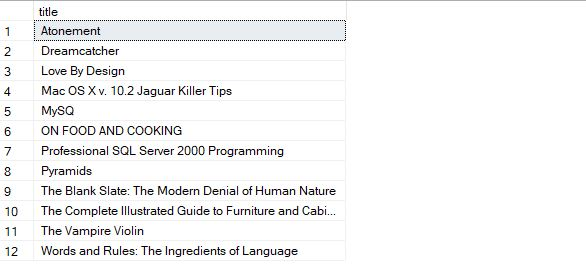 title
1 Atonement
2 Dreamcatcher
3 Love By Design
4 Mac OS X v. 10.2 Jaguar Killer Tips
5 MySQ
6 ON FOOD AND COOKING
7 Professional SQL Server 2000 Programming
8 Pyramids
9 The Blank Slate: The Modern Denial of Human Nature
10 The Complete Illustrated Guide to Furniture and Cabi...
11 The Vampire Violin
12 Words and Rules: The Ingredients of Language